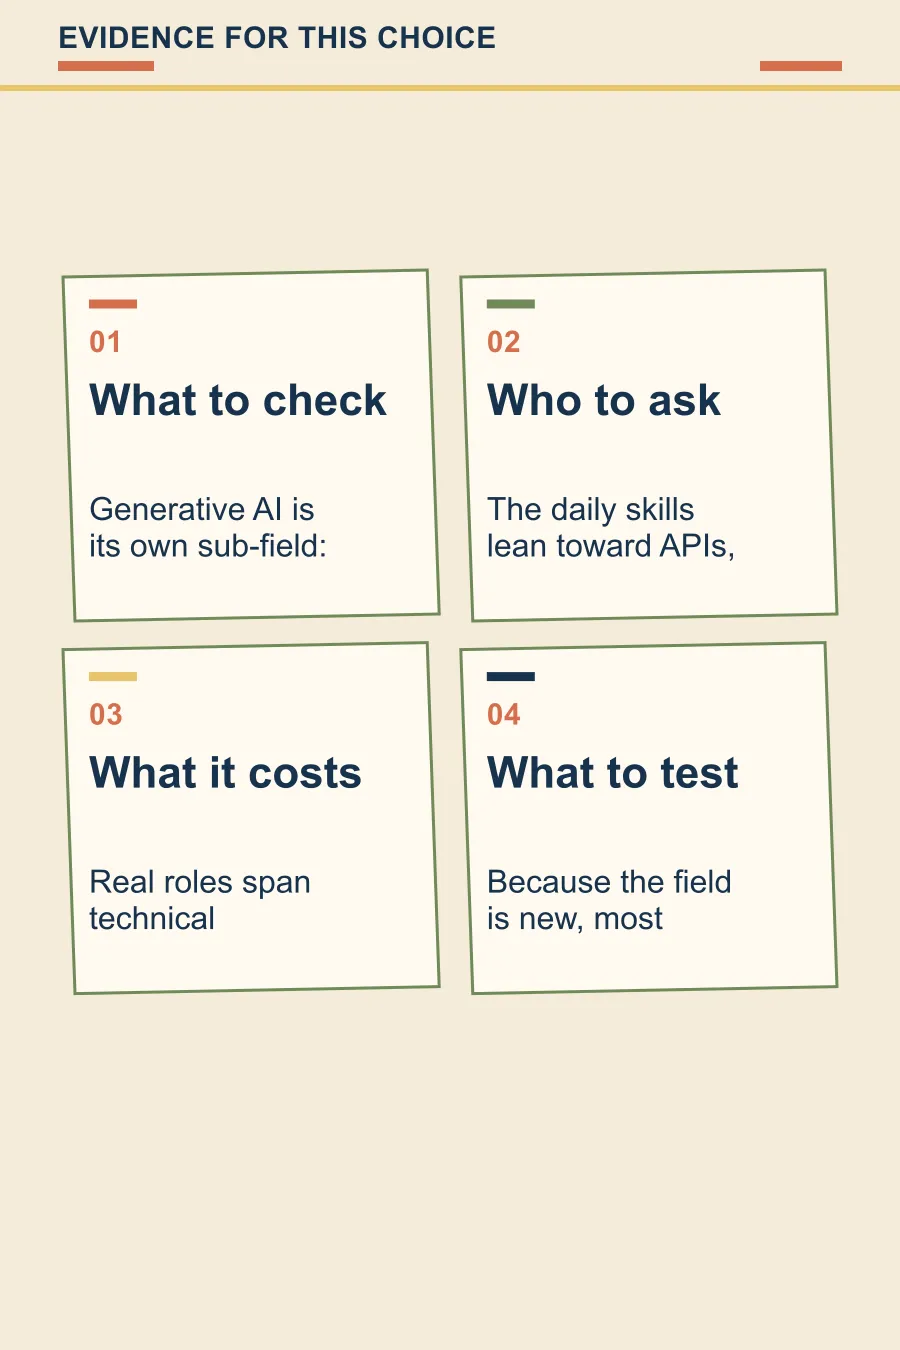 EVIDENCE FOR THIS CHOICE
01
What to check
Generative AI is
its own sub-field:
02
Who to ask
The daily skills
lean toward APIs,
03
What it costs
Real roles span
technical
04
What to test
Because the field
is new, most